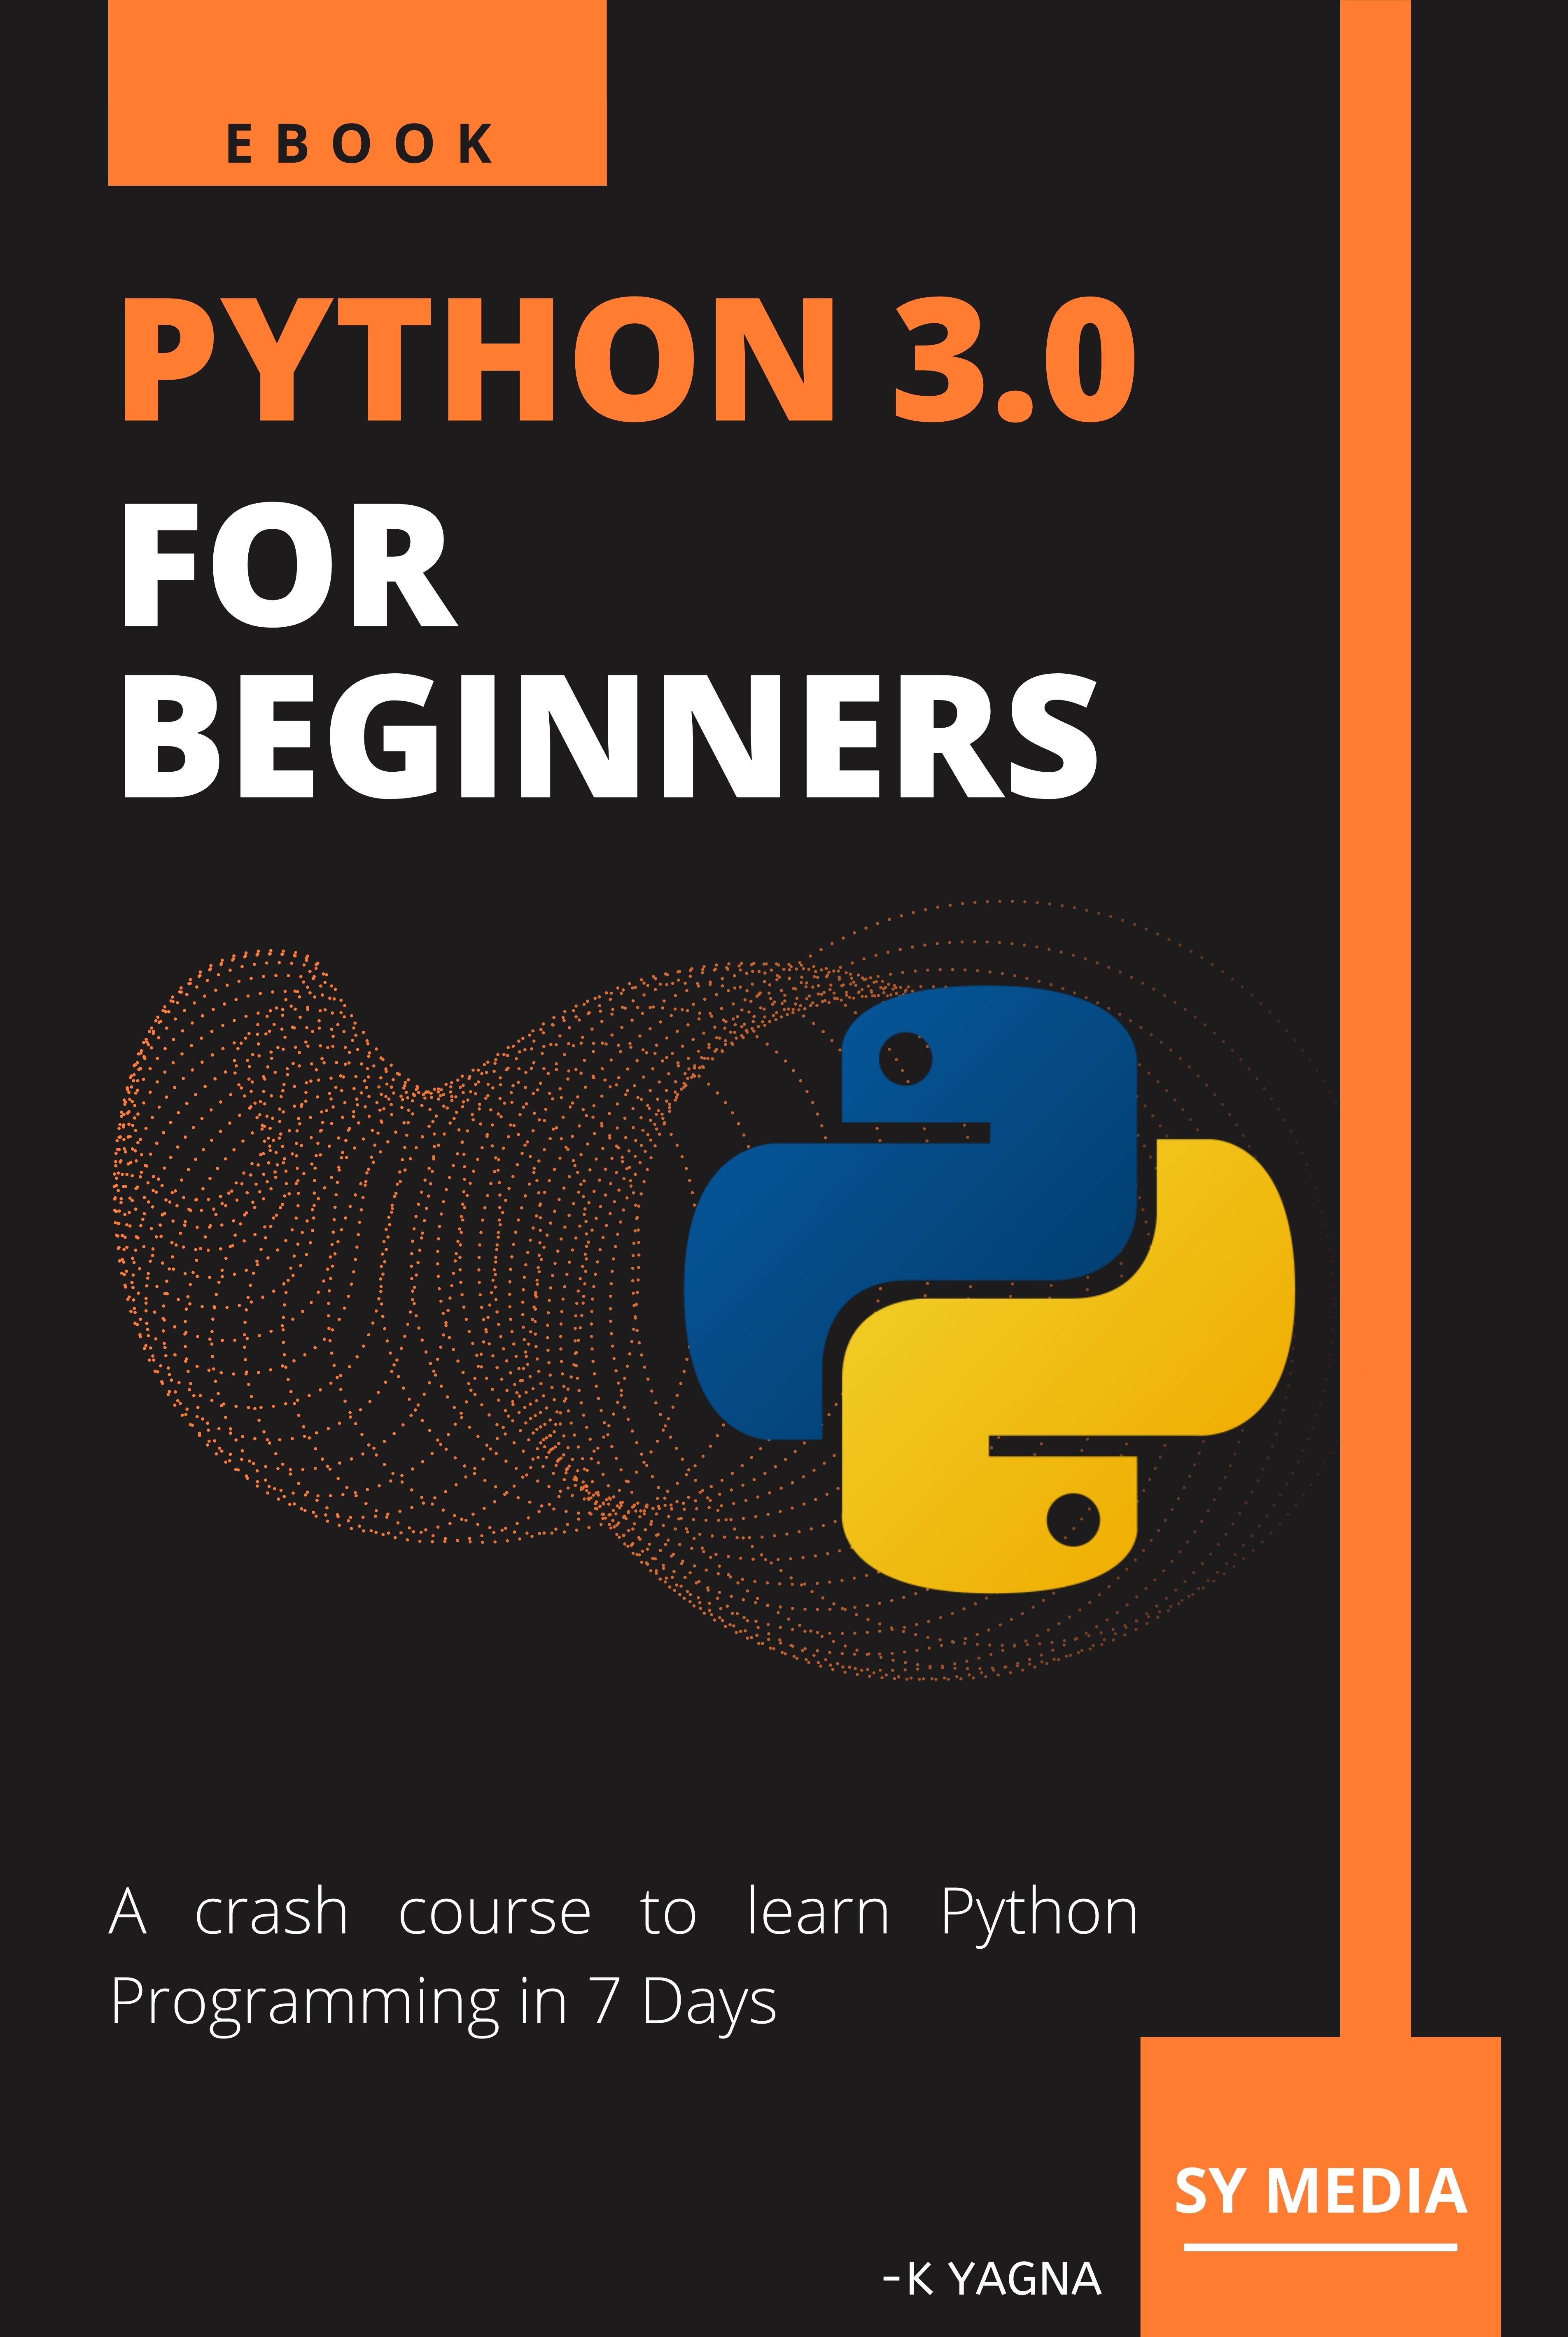 EBOOK
PYTHON 3.0
FOR
BEGINNERS
A crash course to learn Python
Programming in 7 Days
SY MEDIA
-K YAGNA